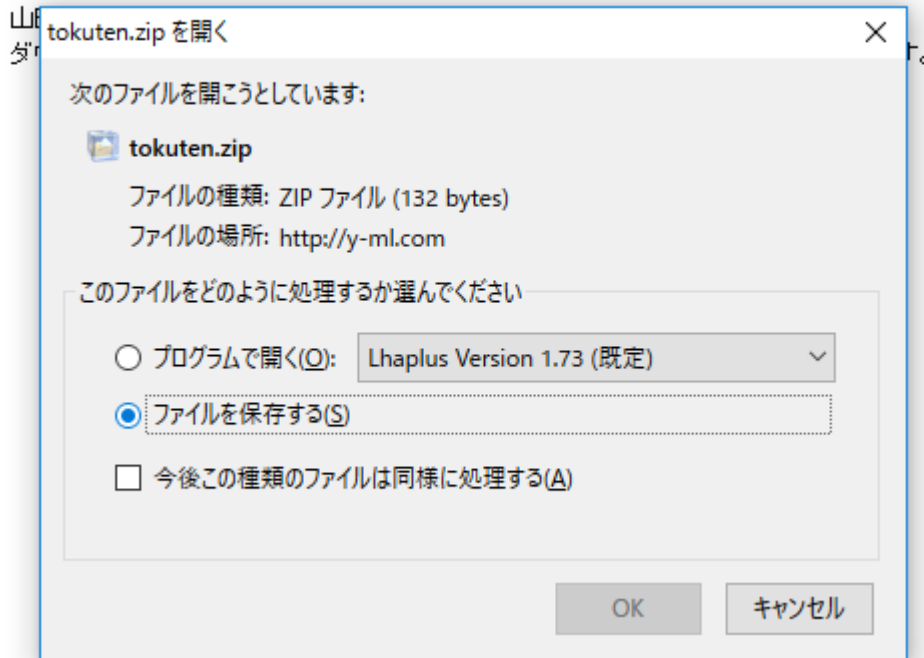 山
tokuten.zip を開く
ダ
す。
次のファイルを開こうとしています:
tokuten.zip
ファイルの種類: ZIP ファイル (132 bytes)
ファイルの場所: http://y-ml.com
このファイルをどのように処理するか選んでください
プログラムで開く(O): Lhaplus Version 1.73 (既定)
ファイルを保存する(S)
今後この種類のファイルは同様に処理する(A)
OK キャンセル